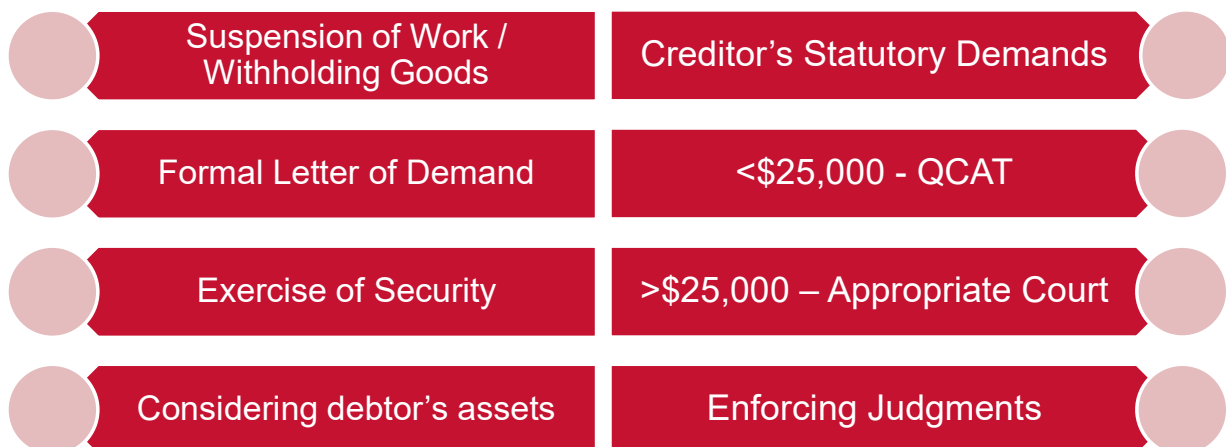 Suspension of Work /
Withholding Goods
Formal Letter of Demand
Exercise of Security
Considering debtor’s assets
Creditor’s Statutory Demands
<$25,000 - QCAT
>$25,000 – Appropriate Court
Enforcing Judgments